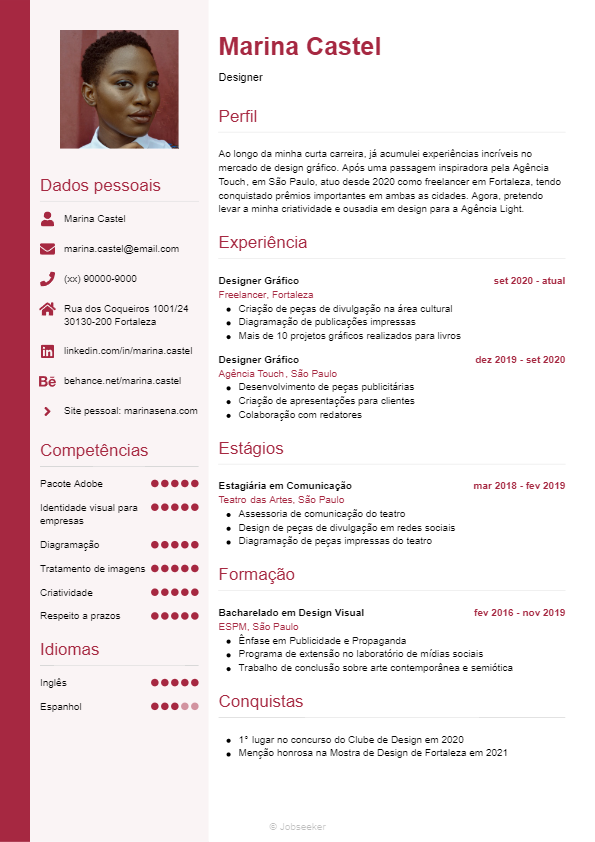 Marina Castel
Designer
Dados pessoais
Marina Castel
marina.castel@email.com
(xx) 90000-9000
Rua dos Coqueiros 1001/24
30130-200 Fortaleza
linkedin.com/in/marina.castel
Bē behance.net/marina.castel
Site pessoal: marinasena.com
Competências
Pacote Adobe
Identidade visual para
empresas
Diagramação
Tratamento de imagens
Criatividade
Respeito a prazos
Idiomas
Inglês
Espanhol
Perfil
Ao longo da minha curta carreira, já acumulei experiências incríveis no
mercado de design gráfico. Após uma passagem inspiradora pela Agência
Touch, em São Paulo, atuo desde 2020 como freelancer em Fortaleza, tendo
conquistado prêmios importantes em ambas as cidades. Agora, pretendo
levar a minha criatividade e ousadia em design para a Agência Light.
Experiência
Designer Gráfico set 2020 - atual
Freelancer, Fortaleza
• Criação de peças de divulgação na área cultural
• Diagramação de publicações impressas
• Mais de 10 projetos gráficos realizados para livros
Designer Gráfico dez 2019 - set 2020
Agência Touch, São Paulo
• Desenvolvimento de peças publicitárias
• Criação de apresentações para clientes
• Colaboração com redatores
Estágios
Estagiária em Comunicação mar 2018 - fev 2019
Teatro das Artes, São Paulo
• Assessoria de comunicação do teatro
• Design de peças de divulgação em redes sociais
• Diagramação de peças impressas do teatro
Formação
Bacharelado em Design Visual fev 2016 - nov 2019
ESPM, São Paulo
• Ênfase em Publicidade e Propaganda
• Programa de extensão no laboratório de mídias sociais
• Trabalho de conclusão sobre arte contemporânea e semiótica
Conquistas
• 1° lugar no concurso do Clube de Design em 2020
• Menção honrosa na Mostra de Design de Fortaleza em 2021
© Jobseeker